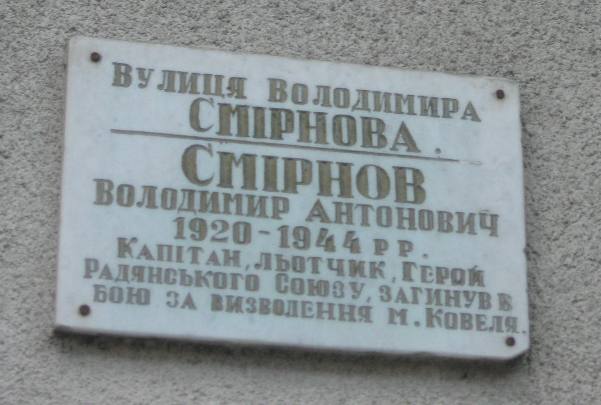 Вулиця Володимира
Смірнова.
Смірнов
Володимир Антонович
1920-1944 р р.
Капітан, льотчик, Герой
Радянського Союзу, загинув в
бою за визволення м. Ковеля.